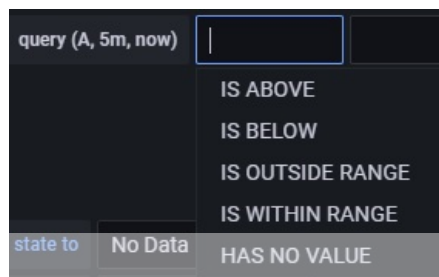 query (A, 5m, now)
IS ABOVE
IS BELOW
IS OUTSIDE RANGE
IS WITHIN RANGE
state to No Data
HAS NO VALUE